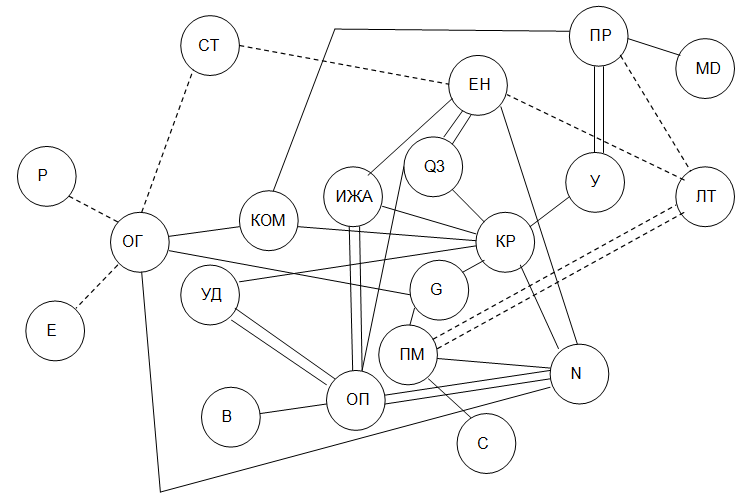 ПР
СТ
MD
ЕН
Q3
Р
У
ИЖА
ЛТ
КОМ
ОГ
КР
УД
G
Е
ПМ
N
ОП
В
С